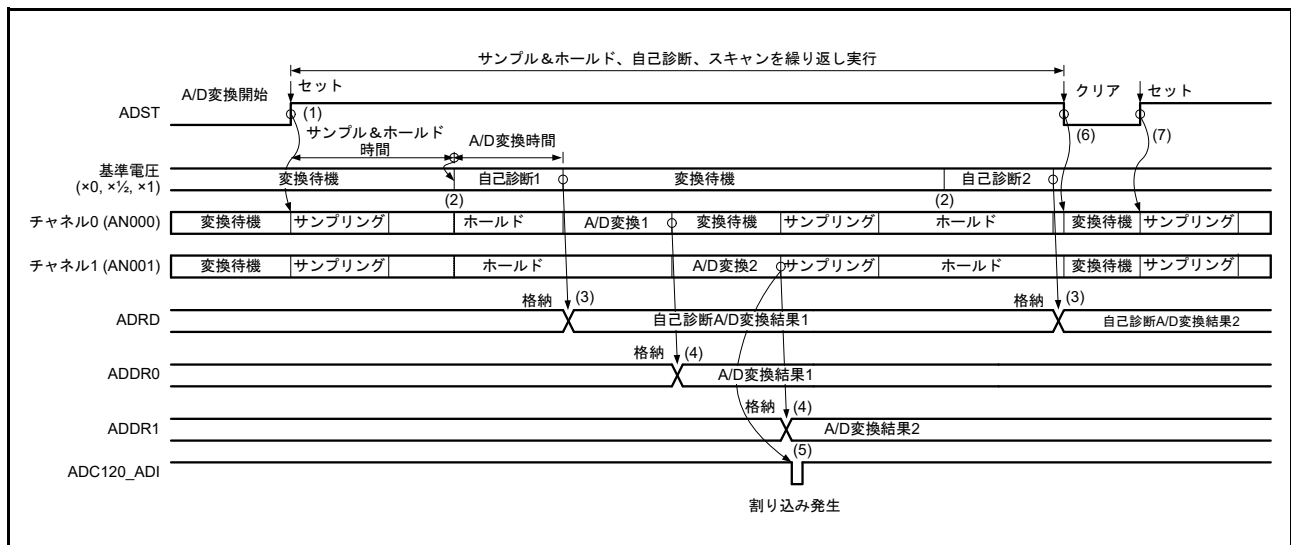 サンプル＆ホールド、自己診断、スキャンを繰り返し実行
A/D変換開始 セット クリア セット
ADST (1) (6) (7)
サンプル＆ホールド時間 A/D変換時間
基準電圧 (×0, ×½, ×1) 変換待機 自己診断1 変換待機 自己診断2
(2) (2)
チャネル0 (AN000) 変換待機 サンプリング ホールド A/D変換1 変換待機 サンプリング ホールド 変換待機 サンプリング
チャネル1 (AN001) 変換待機 サンプリング ホールド A/D変換2 サンプリング ホールド 変換待機 サンプリング
格納 (3) 格納 (3)
ADRD 自己診断A/D変換結果1 自己診断A/D変換結果2
格納 (4)
ADDR0 A/D変換結果1
格納 (4)
ADDR1 A/D変換結果2
(5)
ADC120_ADI
割り込み発生